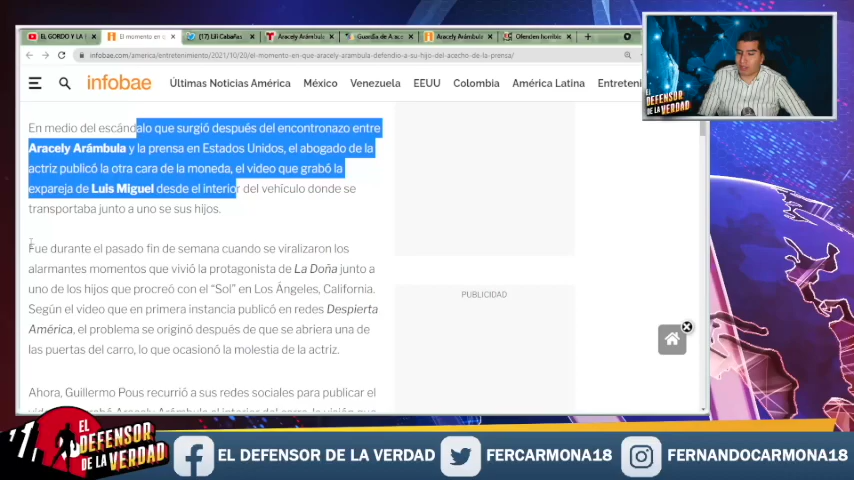 EL GORDO Y LA
El momento en c
(17) Lili Cabañas
Aracely Arámbula
Guardia de Arace
Aracely Arámbula
Ofenden hombre
infobae.com/america/entretenimiento/2021/10/20/el-momento-en-que-aracely-arambula-defendio-a-su-hijo-del-acecho-de-la-prensa/
infobae
Últimas Noticias América México Venezuela EEUU Colombia América Latina Entreteni
En medio del escándalo que surgió después del encontronazo entre
Aracely Arámbula y la prensa en Estados Unidos, el abogado de la
actriz publicó la otra cara de la moneda, el video que grabó la
expareja de Luis Miguel desde el interior del vehículo donde se
transportaba junto a uno se sus hijos.
Fue durante el pasado fin de semana cuando se viralizaron los
alarmantes momentos que vivió la protagonista de La Doña junto a
uno de los hijos que procreó con el “Sol” en Los Ángeles, California.
Según el video que en primera instancia publicó en redes Despierta
América, el problema se originó después de que se abriera una de
las puertas del carro, lo que ocasionó la molestia de la actriz.
Ahora, Guillermo Pous recurrió a sus redes sociales para publicar el
PUBLICIDAD
EL
DEFENSOR
DE LA
VERDAD
EL
DEFENSOR
DE LA VERDAD
EL DEFENSOR DE LA VERDAD
FERCARMONA18
FERNANDOCARMONA18